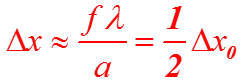 Δx ≈ fλ/a = 1/2 Δx₀